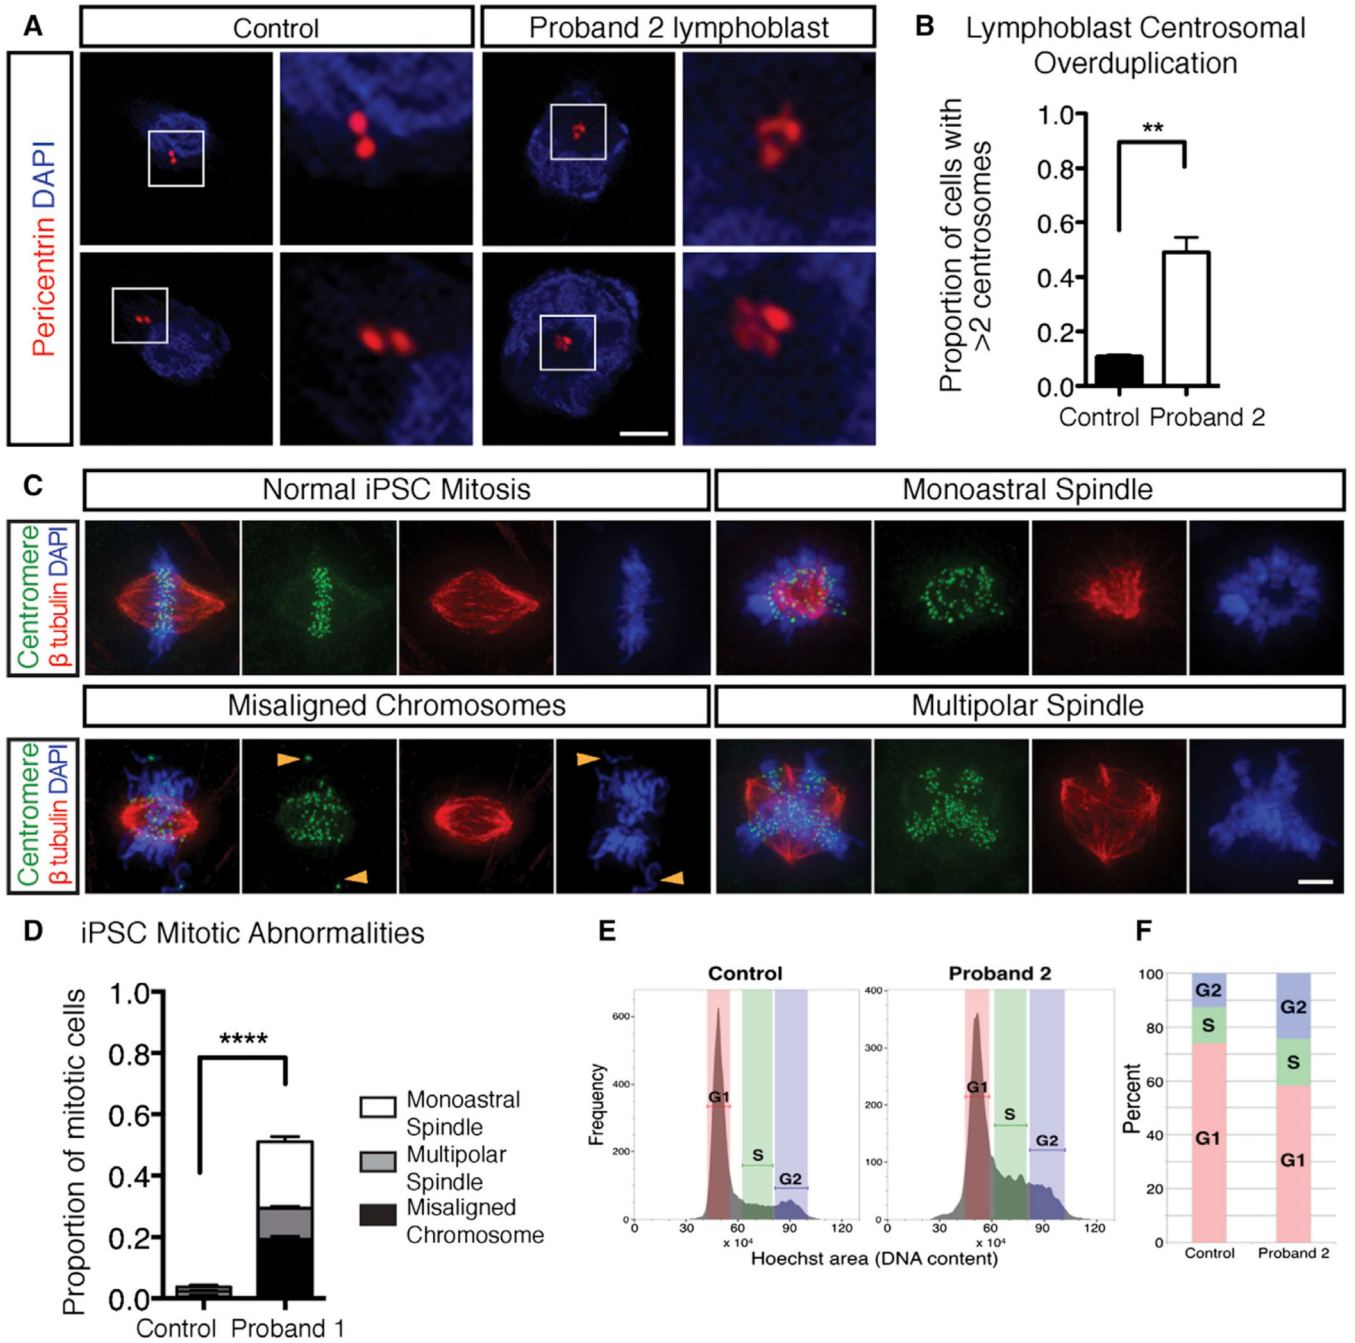 A
Control
Proband 2 lymphoblast
Pericentrin DAPI
B
Lymphoblast Centrosomal
Overduplication
Proportion of cells with
>2 centrosomes
1.0
0.8
0.6
0.4
0.2
0.0
**
Control Proband 2
C
Normal iPSC Mitosis
Monoastral Spindle
Centromere
β tubulin DAPI
Misaligned Chromosomes
Multipolar Spindle
Centromere
β tubulin DAPI
D
iPSC Mitotic Abnormalities
Proportion of mitotic cells
1.0
0.8
0.6
0.4
0.2
0.0
****
Control Proband 1
Monoastral
Spindle
Multipolar
Spindle
Misaligned
Chromosome
E
Control
Proband 2
Frequency
600
400
200
0
G1
S
G2
0 30 60 90 120
x 10⁴
400
300
200
100
0
G1
S
G2
0 30 60 90 120
x 10⁴
Hoechst area (DNA content)
F
Percent
100
80
60
40
20
0
G2
S
G1
G2
S
G1
Control
Proband 2